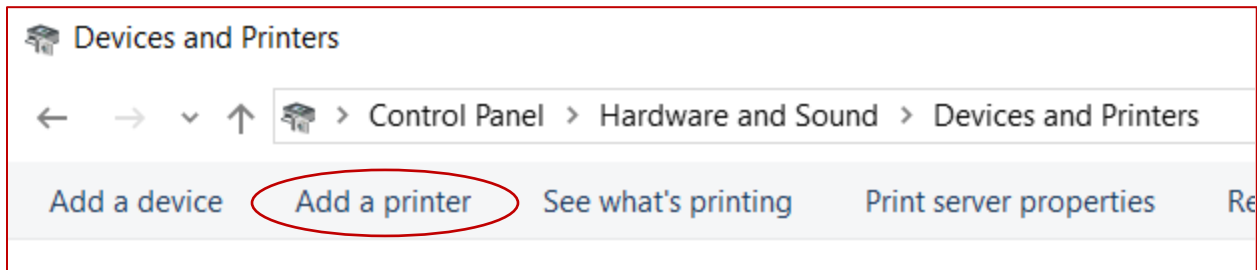 Devices and Printers
Control Panel > Hardware and Sound > Devices and Printers
Add a device Add a printer See what's printing Print server properties Re